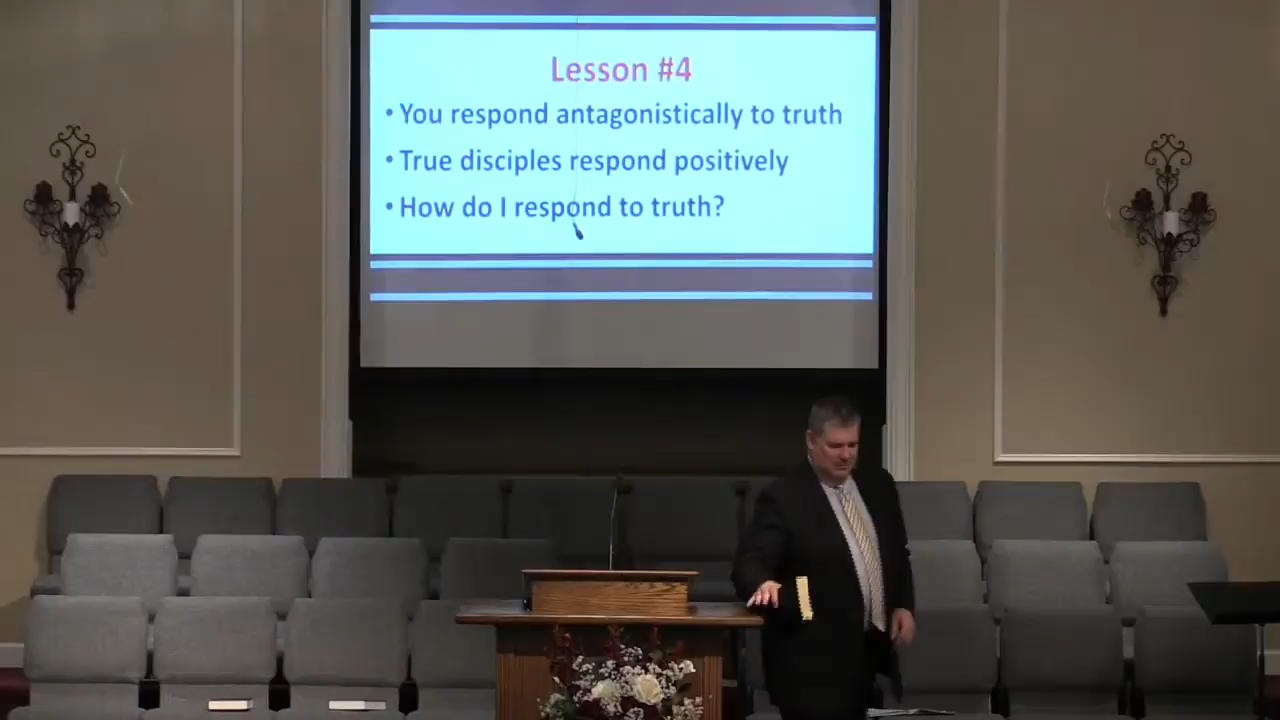 Lesson #4
• You respond antagonistically to truth
• True disciples respond positively
• How do I respond to truth?